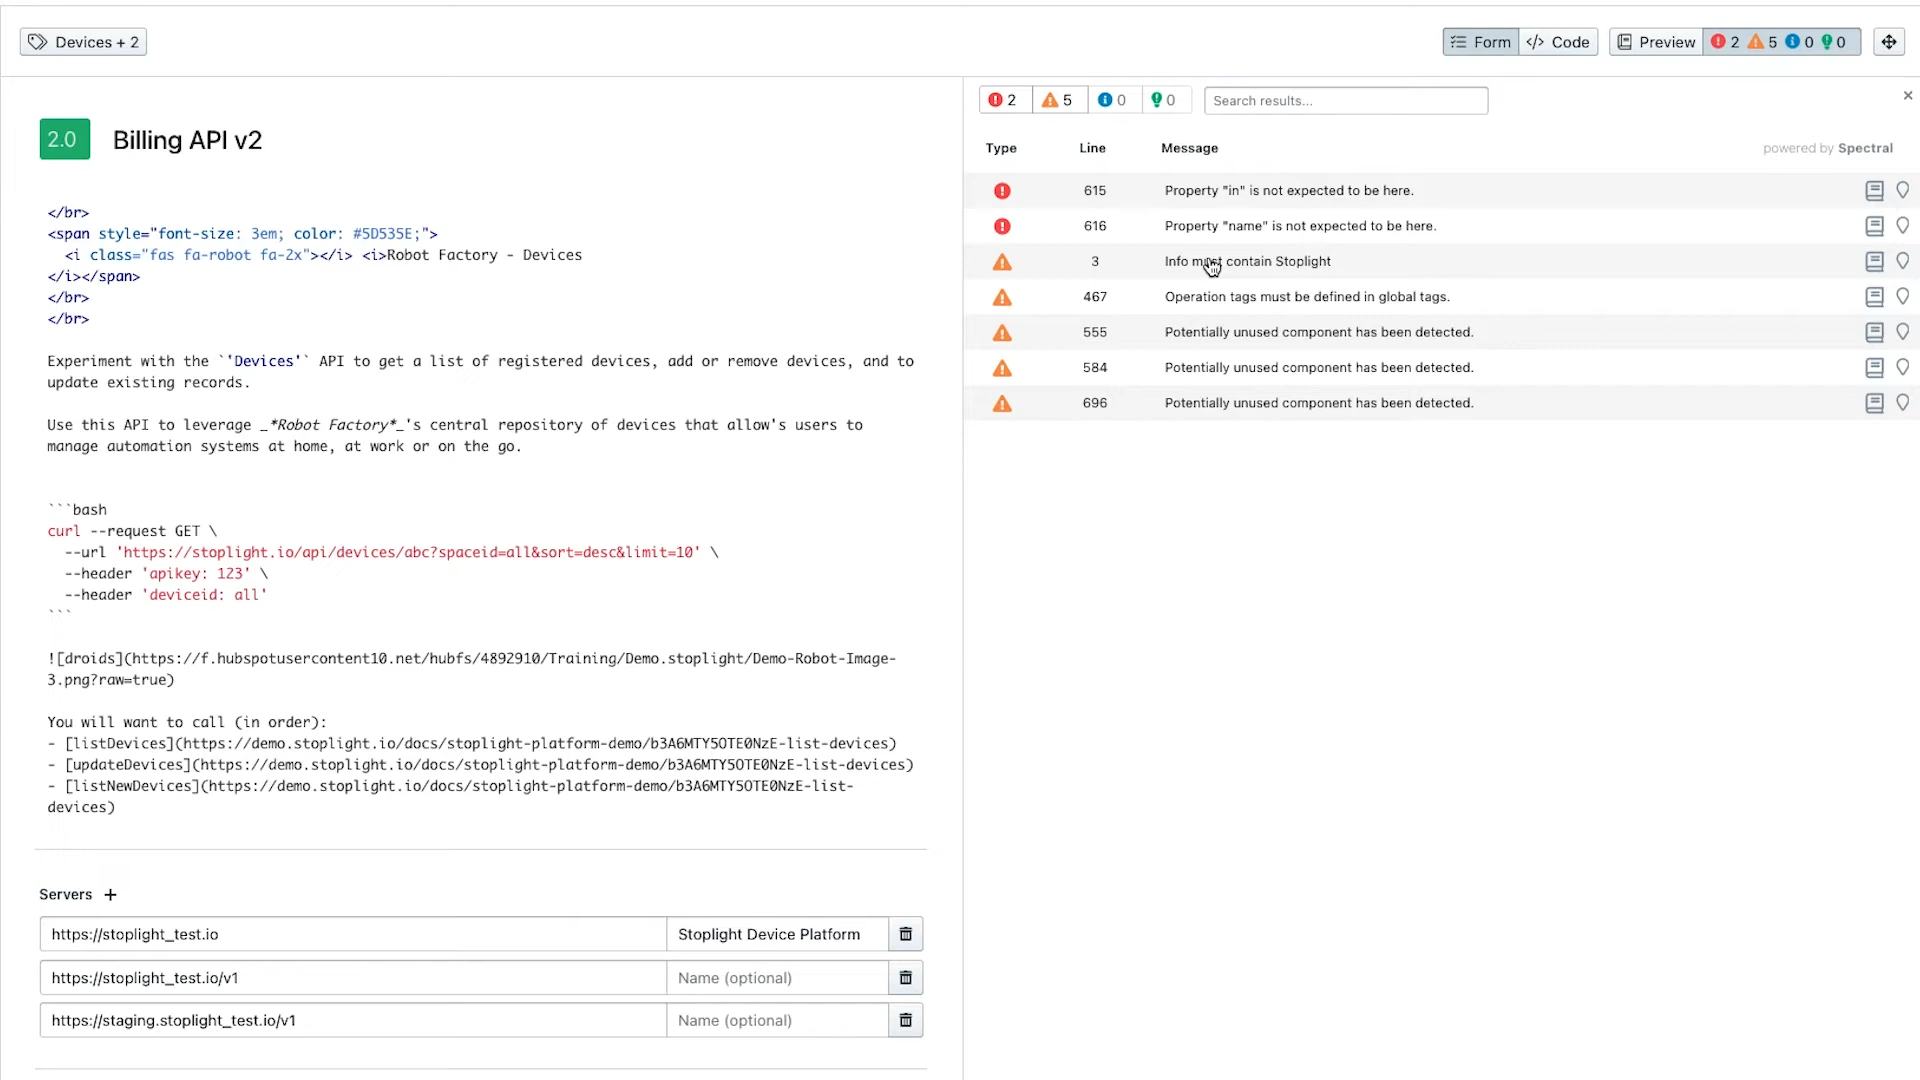 Devices + 2
Form
</> Code
Preview
2 5 0 0
2.0 Billing API v2
</br>
<span style="font-size: 3em; color: #5D535E;">
<i class="fas fa-robot fa-2x"></i> <i>Robot Factory - Devices
</i></span>
</br>
</br>
Experiment with the `'Devices'` API to get a list of registered devices, add or remove devices, and to
update existing records.
Use this API to leverage _*Robot Factory*_'s central repository of devices that allow's users to
manage automation systems at home, at work or on the go.
```bash
curl --request GET \
--url 'https://stoplight.io/api/devices/abc?spaceid=all&sort=desc&limit=10' \
--header 'apikey: 123' \
--header 'deviceid: all'
```
![droids](https://f.hubspotusercontent10.net/hubfs/4892910/Training/Demo.stoplight/Demo-Robot-Image-
3.png?raw=true)
You will want to call (in order):
- [listDevices](https://demo.stoplight.io/docs/stoplight-platform-demo/b3A6MTY5OTE0NzE-list-devices)
- [updateDevices](https://demo.stoplight.io/docs/stoplight-platform-demo/b3A6MTY5OTE0NzE-list-devices)
- [listNewDevices](https://demo.stoplight.io/docs/stoplight-platform-demo/b3A6MTY5OTE0NzE-list-
devices)
Servers +
https://stoplight_test.io Stoplight Device Platform
https://stoplight_test.io/v1 Name (optional)
https://staging.stoplight_test.io/v1 Name (optional)
2 5 0 0 Search results...
Type Line Message powered by Spectral
615 Property "in" is not expected to be here.
616 Property "name" is not expected to be here.
3 Info must contain Stoplight
467 Operation tags must be defined in global tags.
555 Potentially unused component has been detected.
584 Potentially unused component has been detected.
696 Potentially unused component has been detected.